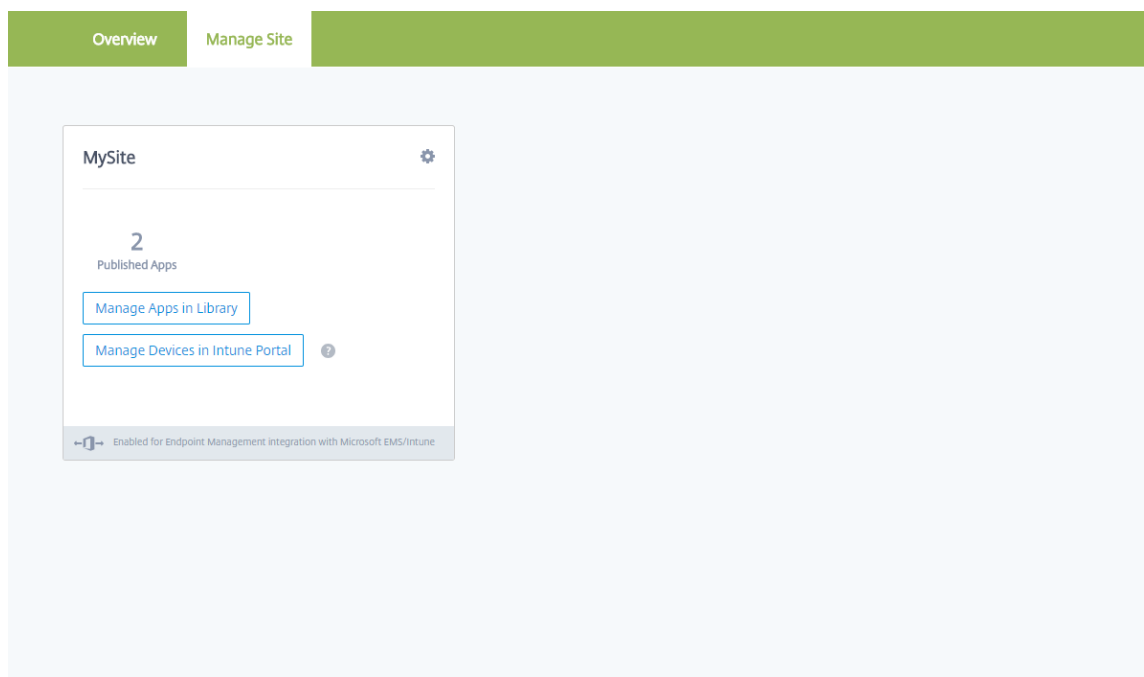 Overview
Manage Site
MySite
2
Published Apps
Manage Apps in Library
Manage Devices in Intune Portal
?
Enabled for Endpoint Management integration with Microsoft EMS/Intune